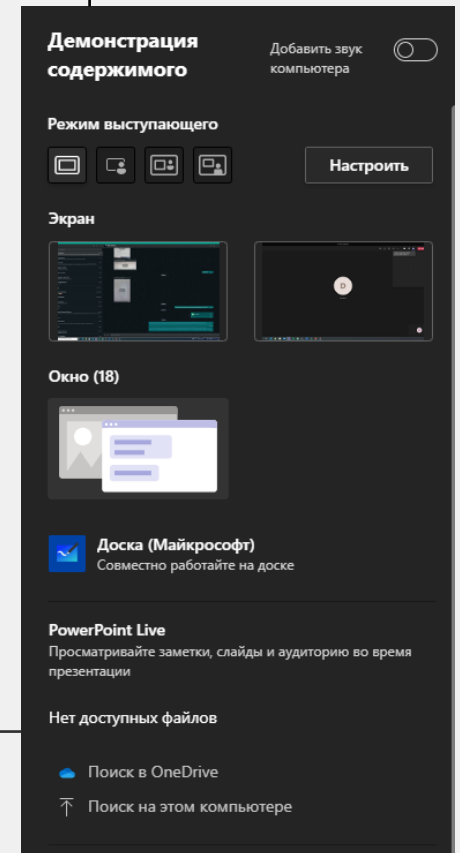 Демонстрация
содержимого
Добавить звук
компьютера
Режим выступающего
Настроить
Экран
D
Окно (18)
Доска (Майкрософт)
Совместно работайте на доске
PowerPoint Live
Просматривайте заметки, слайды и аудиторию во время
презентации
Нет доступных файлов
Поиск в OneDrive
Поиск на этом компьютере